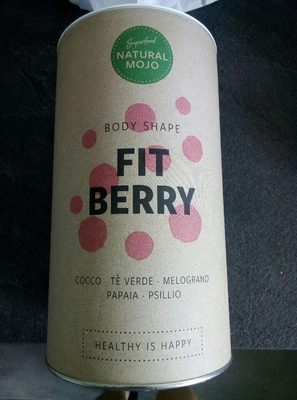 Superfood
NATURAL
MOJO
BODY SHAPE
FIT
BERRY
COCCO · TÈ VERDE · MELOGRANO
PAPAIA · PSILLIO
HEALTHY IS HAPPY